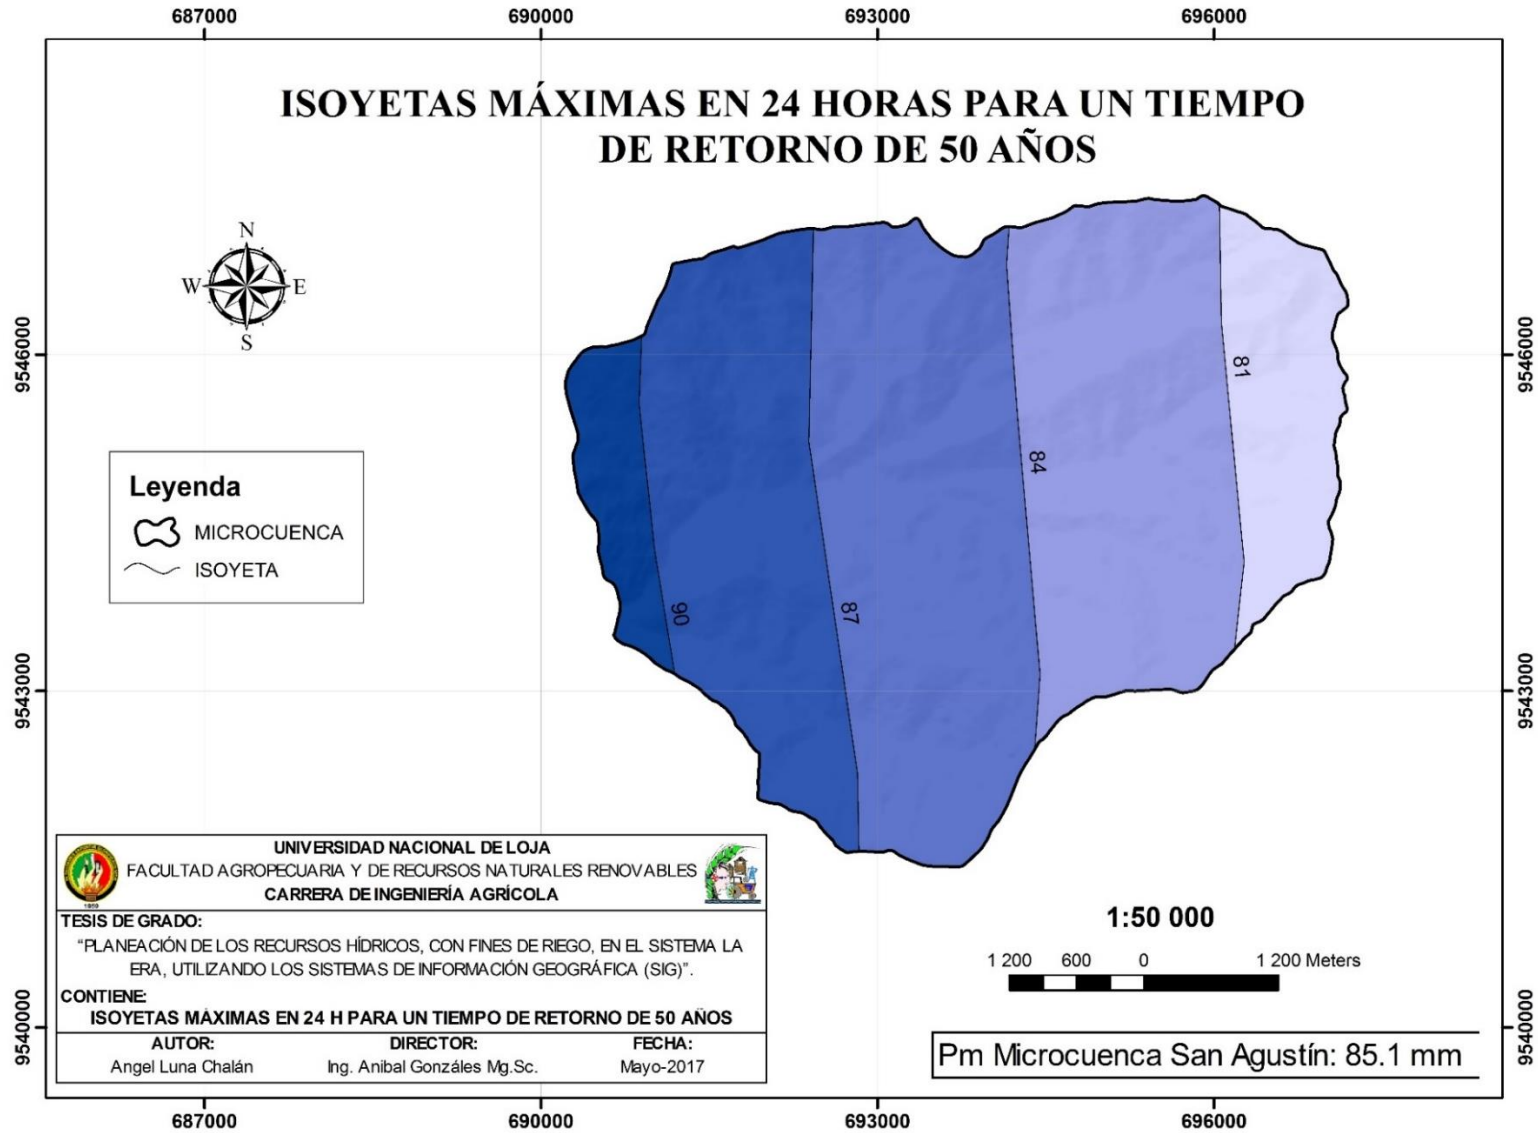 687000 690000 693000 696000
ISOYETAS MÁXIMAS EN 24 HORAS PARA UN TIEMPO
DE RETORNO DE 50 AÑOS
N
W E
S
9546000 9546000
81
84
Leyenda
MICROCUENCA
ISOYETA
90
87
9543000 9543000
UNIVERSIDAD NACIONAL DE LOJA
FACULTAD AGROPECUARIA Y DE RECURSOS NATURALES RENOVABLES
CARRERA DE INGENIERÍA AGRÍCOLA
1859
TESIS DE GRADO:
"PLANEACIÓN DE LOS RECURSOS HÍDRICOS, CON FINES DE RIEGO, EN EL SISTEMA LA
ERA, UTILIZANDO LOS SISTEMAS DE INFORMACIÓN GEOGRÁFICA (SIG)".
CONTIENE:
ISOYETAS MÁXIMAS EN 24 H PARA UN TIEMPO DE RETORNO DE 50 AÑOS
AUTOR: DIRECTOR: FECHA:
Angel Luna Chalán Ing. Anibal Gonzáles Mg.Sc. Mayo-2017
1:50 000
1 200 600 0 1 200 Meters
9540000 9540000
Pm Microcuenca San Agustín: 85.1 mm
687000 690000 693000 696000